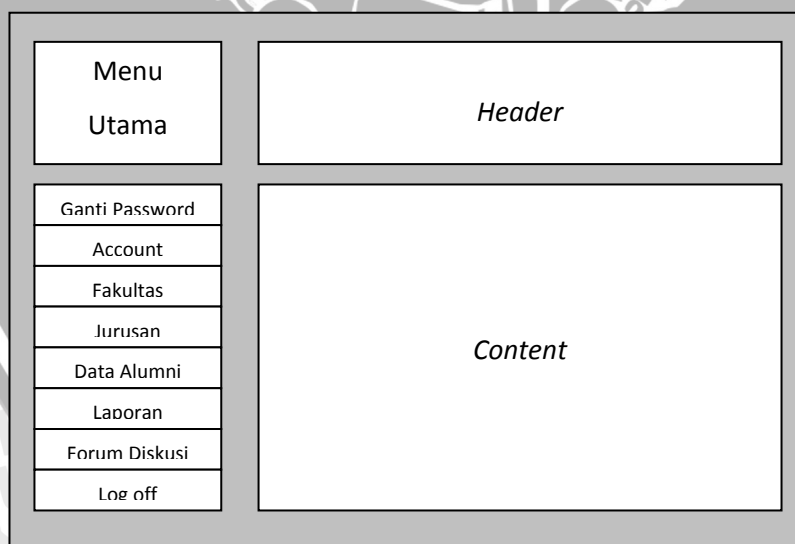 Menu
Utama
Header
Ganti Password
Account
Fakultas
Jurusan
Data Alumni
Laporan
Forum Diskusi
Log off
Content